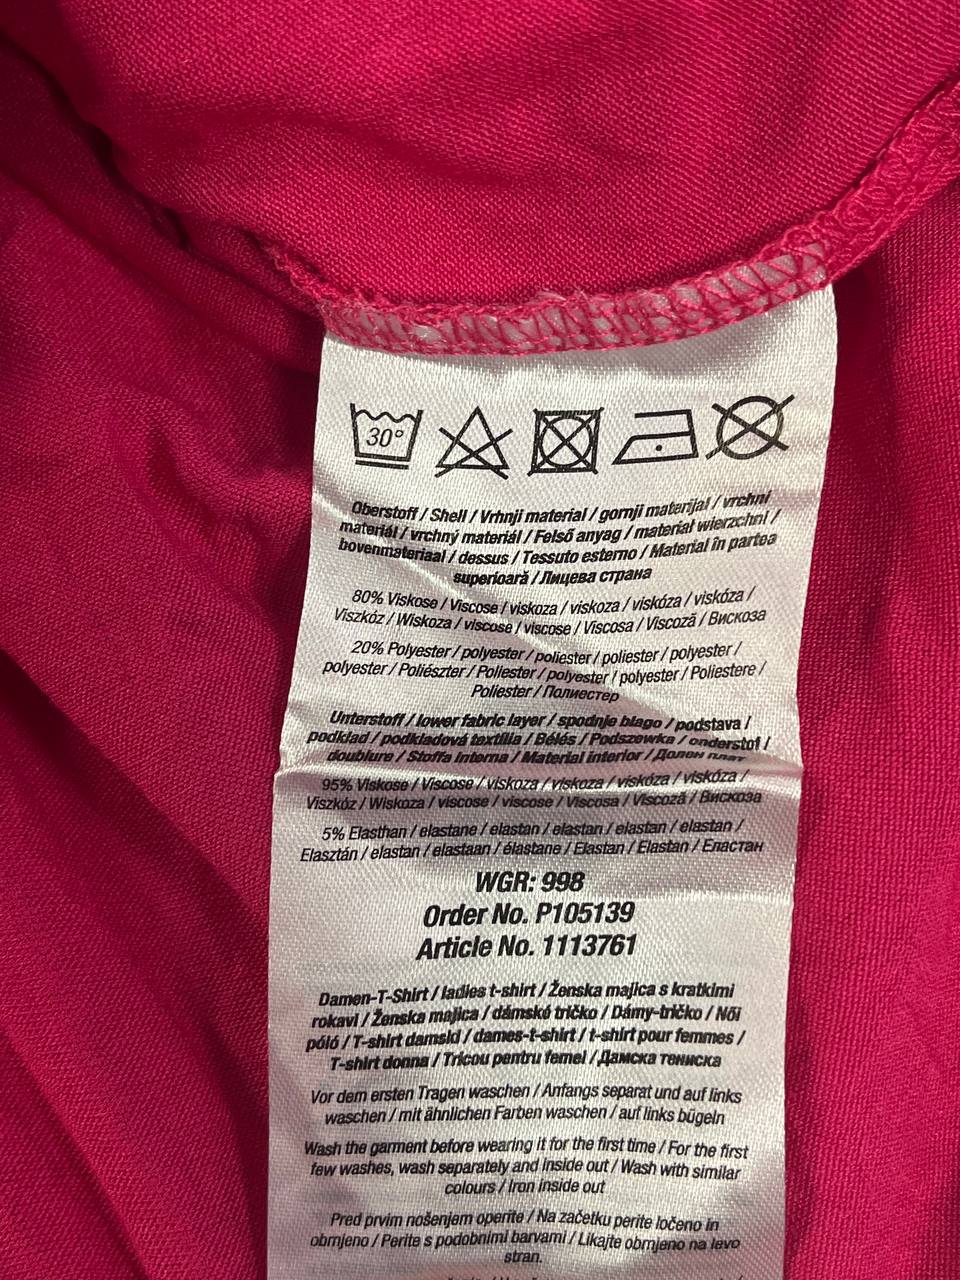 30°
Oberstoff / Shell / Vrhnji material / gornji materijal / vrchní
materiál / vrchný materiál / Felső anyag / materiał wierzchni /
bovenmateriaal / dessus / Tessuto esterno / Material în partea
superioară / Лицева страна
80% Viskose / Viscose / viskoza / viskoza / viskóza / viskóza /
Viszkóz / Wiskoza / viscose / viscose / Viscosa / Viscoză / Вискоза
20% Polyester / polyester / poliester / poliester / polyester /
polyester / Poliészter / Poliester / polyester / polyester / Poliestere /
Poliester / Полиестер
Unterstoff / lower fabric layer / spodnje blago / podstava /
podklad / podkladová textília / Bélés / Podszewka / onderstof /
doublure / Stoffa interna / Material interior / Долен плат
95% Viskose / Viscose / viskoza / viskoza / viskóza / viskóza /
Viszkóz / Wiskoza / viscose / viscose / Viscosa / Viscoză / Вискоза
5% Elasthan / elastane / elastan / elastan / elastan / elastan /
Elasztán / elastan / elastaan / élastane / Elastan / Elastan / Еластан
WGR: 998
Order No. P105139
Article No. 1113761
Damen-T-Shirt / ladies t-shirt / Ženska majica s kratkimi
rokavi / Ženska majica / dámské tričko / Dámy-tričko / Női
póló / T-shirt damski / dames-t-shirt / t-shirt pour femmes /
T-shirt donna / Tricou pentru femei / Дамска тениска
Vor dem ersten Tragen waschen / Anfangs separat und auf links
waschen / mit ähnlichen Farben waschen / auf links bügeln
Wash the garment before wearing it for the first time / For the first
few washes, wash separately and inside out / Wash with similar
colours / Iron inside out
Pred prvim nošenjem operite / Na začetku perite ločeno in
obrnjeno / Perite s podobnimi barvami / Likajte obrnjeno na levo
stran.